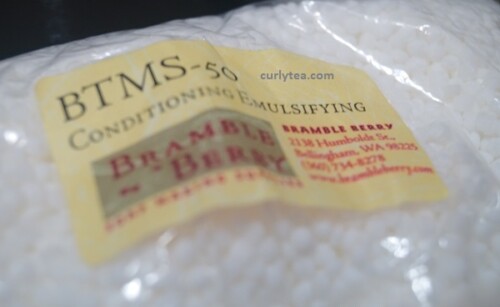 curlytea.com
BTMS-50
CONDITIONING EMULSIFYING
BRAMBLE
BERRY
BRAMBLE BERRY
2138 Humboldt St.,
Bellingham, WA 98225
(360) 734-8278
www.brambleberry.com